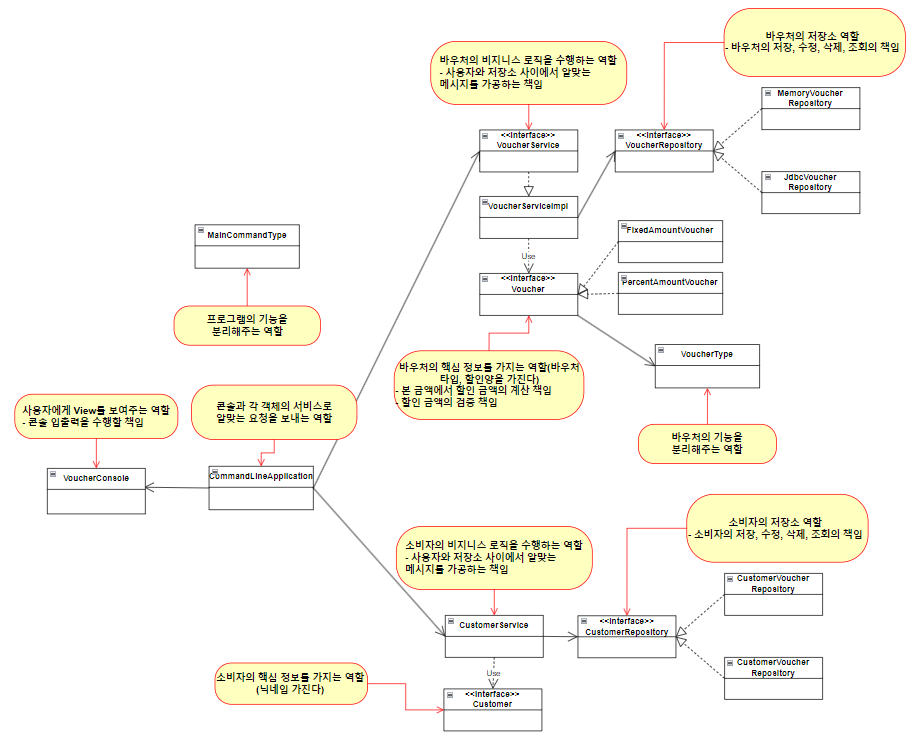 바우처의 저장소 역할
- 바우처의 저장, 수정, 삭제, 조회의 책임
바우처의 비지니스 로직을 수행하는 역할
- 사용자와 저장소 사이에서 알맞는
메시지를 가공하는 책임
MemoryVoucher
Repository
<<Interface>>
VoucherService
<<Interface>>
VoucherRepository
JdbcVoucher
Repository
VoucherServiceImpl
MainCommandType
FixedAmountVoucher
Use
<<Interface>>
Voucher
PercentAmountVoucher
프로그램의 기능을
분리해주는 역할
VoucherType
바우처의 핵심 정보를 가지는 역할(바우처
타입, 할인양을 가진다)
- 본 금액에서 할인 금액의 계산 책임
- 할인 금액의 검증 책임
사용자에게 View를 보여주는 역할
- 콘솔 입출력을 수행할 책임
콘솔과 각 객체의 서비스로
알맞는 요청을 보내는 역할
바우처의 기능을
분리해주는 역할
VoucherConsole
CommandLineApplication
소비자의 저장소 역할
- 소비자의 저장, 수정, 삭제, 조회의 책임
소비자의 비지니스 로직을 수행하는 역할
- 사용자와 저장소 사이에서 알맞는
메시지를 가공하는 책임
CustomerVoucher
Repository
CustomerService
<<Interface>>
CustomerRepository
CustomerVoucher
Repository
Use
소비자의 핵심 정보를 가지는 역할
(닉네임 가진다)
<<Interface>>
Customer